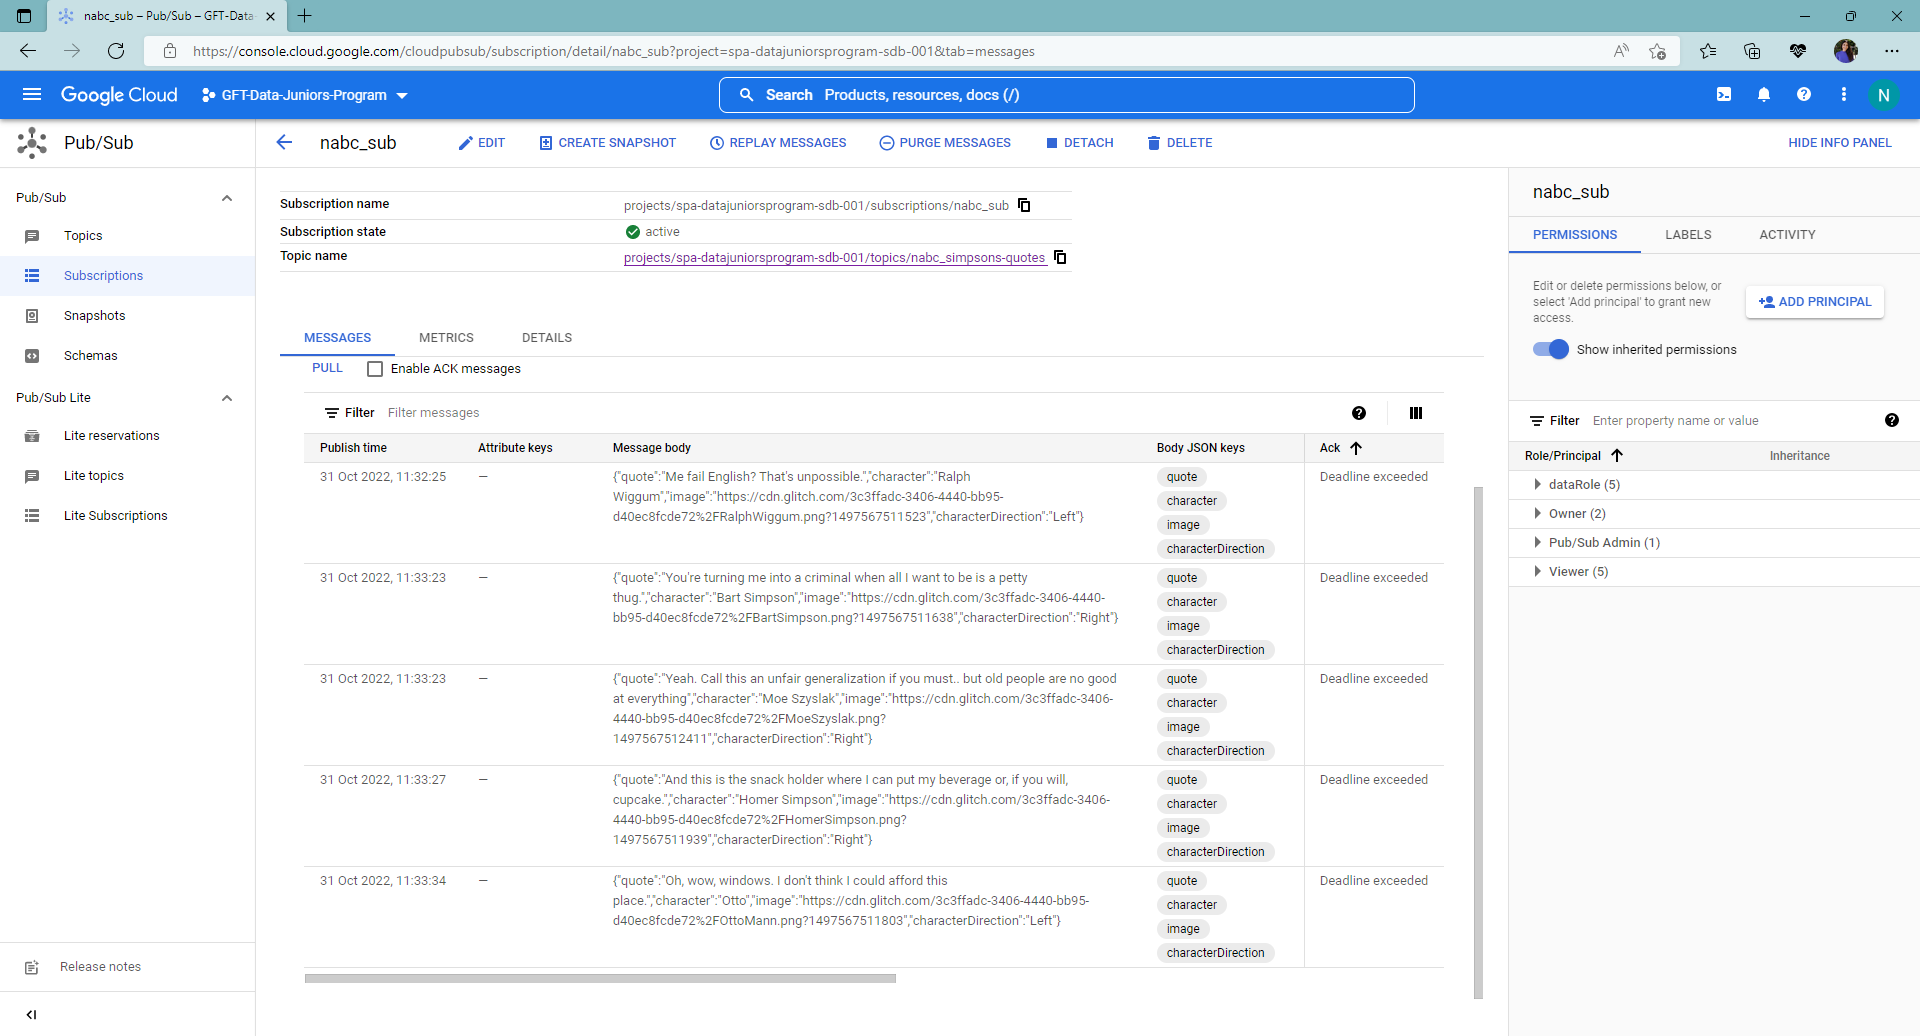 nabc_sub – Pub/Sub – GFT-Data-
https://console.cloud.google.com/cloudpubsub/subscription/detail/nabc_sub?project=spa-datajuniorsprogram-sdb-001&tab=messages
Google Cloud
GFT-Data-Juniors-Program
Search Products, resources, docs (/)
N
Pub/Sub
nabc_sub
EDIT
CREATE SNAPSHOT
REPLAY MESSAGES
PURGE MESSAGES
DETACH
DELETE
HIDE INFO PANEL
Pub/Sub
Topics
Subscriptions
Snapshots
Schemas
Pub/Sub Lite
Lite reservations
Lite topics
Lite Subscriptions
Release notes
Subscription name projects/spa-datajuniorsprogram-sdb-001/subscriptions/nabc_sub
Subscription state active
Topic name projects/spa-datajuniorsprogram-sdb-001/topics/nabc_simpsons-quotes
MESSAGES METRICS DETAILS
PULL Enable ACK messages
Filter Filter messages
Publish time Attribute keys Message body Body JSON keys Ack
31 Oct 2022, 11:32:25 — {"quote":"Me fail English? That's unpossible.","character":"Ralph
Wiggum","image":"https://cdn.glitch.com/3c3ffadc-3406-4440-bb95-
d40ec8fcde72%2FRalphWiggum.png?1497567511523","characterDirection":"Left"}
quote
character
image
characterDirection
Deadline exceeded
31 Oct 2022, 11:33:23 — {"quote":"You're turning me into a criminal when all I want to be is a petty
thug.","character":"Bart Simpson","image":"https://cdn.glitch.com/3c3ffadc-3406-4440-
bb95-d40ec8fcde72%2FBartSimpson.png?1497567511638","characterDirection":"Right"}
quote
character
image
characterDirection
Deadline exceeded
31 Oct 2022, 11:33:23 — {"quote":"Yeah. Call this an unfair generalization if you must.. but old people are no good
at everything","character":"Moe Szyslak","image":"https://cdn.glitch.com/3c3ffadc-3406-
4440-bb95-d40ec8fcde72%2FMoeSzyslak.png?
1497567512411","characterDirection":"Right"}
quote
character
image
characterDirection
Deadline exceeded
31 Oct 2022, 11:33:27 — {"quote":"And this is the snack holder where I can put my beverage or, if you will,
cupcake.","character":"Homer Simpson","image":"https://cdn.glitch.com/3c3ffadc-3406-
4440-bb95-d40ec8fcde72%2FHomerSimpson.png?
1497567511939","characterDirection":"Right"}
quote
character
image
characterDirection
Deadline exceeded
31 Oct 2022, 11:33:34 — {"quote":"Oh, wow, windows. I don't think I could afford this
place.","character":"Otto","image":"https://cdn.glitch.com/3c3ffadc-3406-4440-bb95-
d40ec8fcde72%2FOttoMann.png?1497567511803","characterDirection":"Left"}
quote
character
image
characterDirection
Deadline exceeded
nabc_sub
PERMISSIONS LABELS ACTIVITY
Edit or delete permissions below, or
select 'Add principal' to grant new
access.
ADD PRINCIPAL
Show inherited permissions
Filter Enter property name or value
Role/Principal Inheritance
dataRole (5)
Owner (2)
Pub/Sub Admin (1)
Viewer (5)